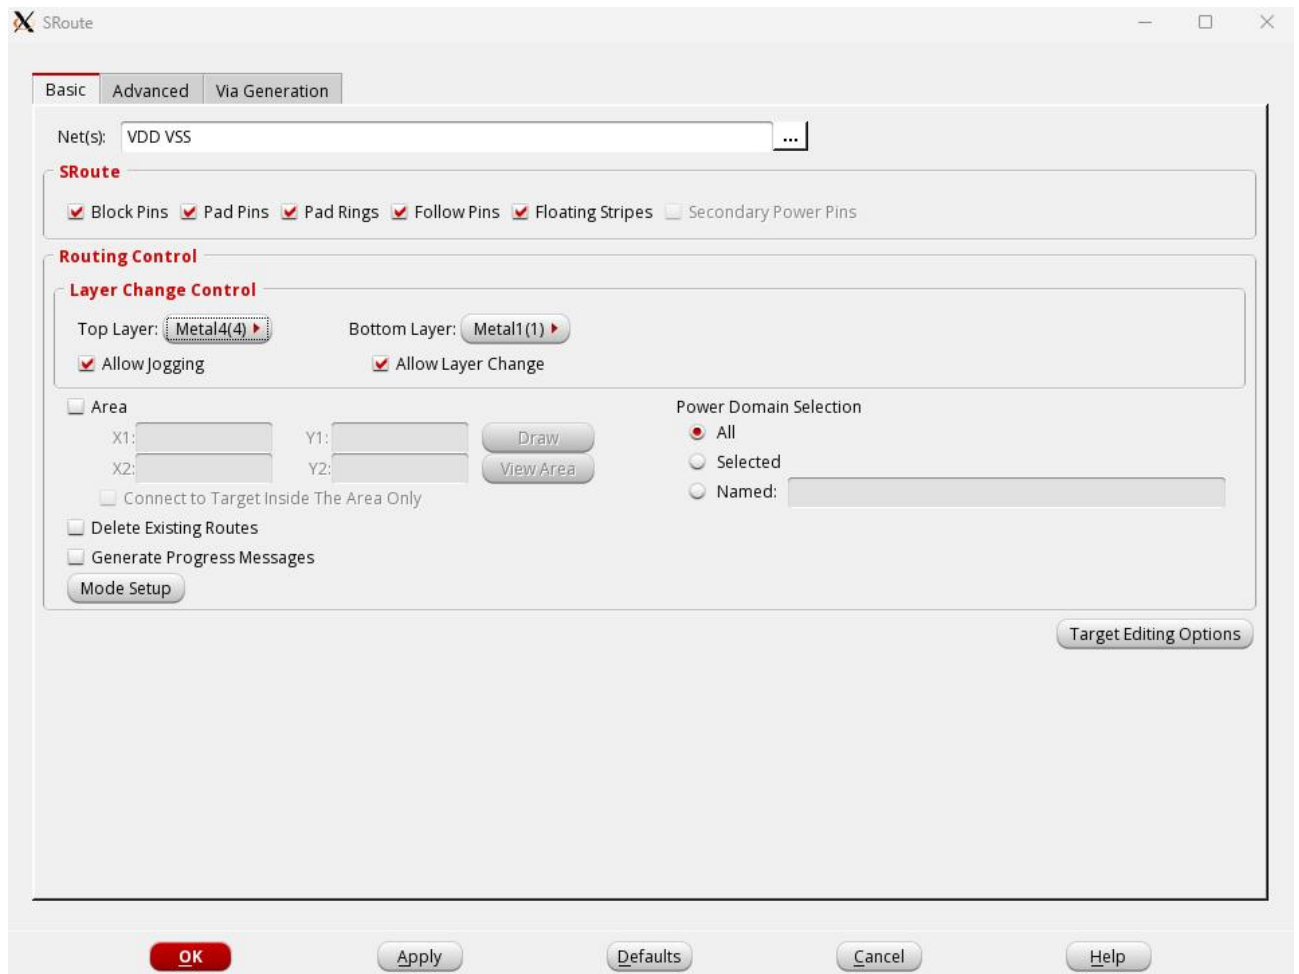 SRoute
Basic Advanced Via Generation
Net(s): VDD VSS ...
SRoute
Block Pins Pad Pins Pad Rings Follow Pins Floating Stripes Secondary Power Pins
Routing Control
Layer Change Control
Top Layer: Metal4(4) Bottom Layer: Metal1(1)
Allow Jogging Allow Layer Change
Area Power Domain Selection
X1: Y1: Draw All
X2: Y2: View Area Selected
Connect to Target Inside The Area Only Named:
Delete Existing Routes
Generate Progress Messages
Mode Setup
Target Editing Options
OK Apply Defaults Cancel Help